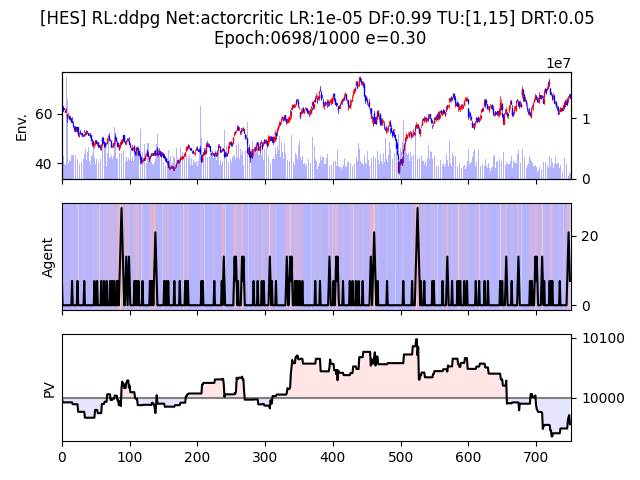 [HES] RL:ddpg Net:actorcritic LR:1e-05 DF:0.99 TU:[1,15] DRT:0.05
Epoch:0698/1000 e=0.30
1e7
Env.
60
40
1
0
Agent
20
0
PV
10100
10000
0 100 200 300 400 500 600 700